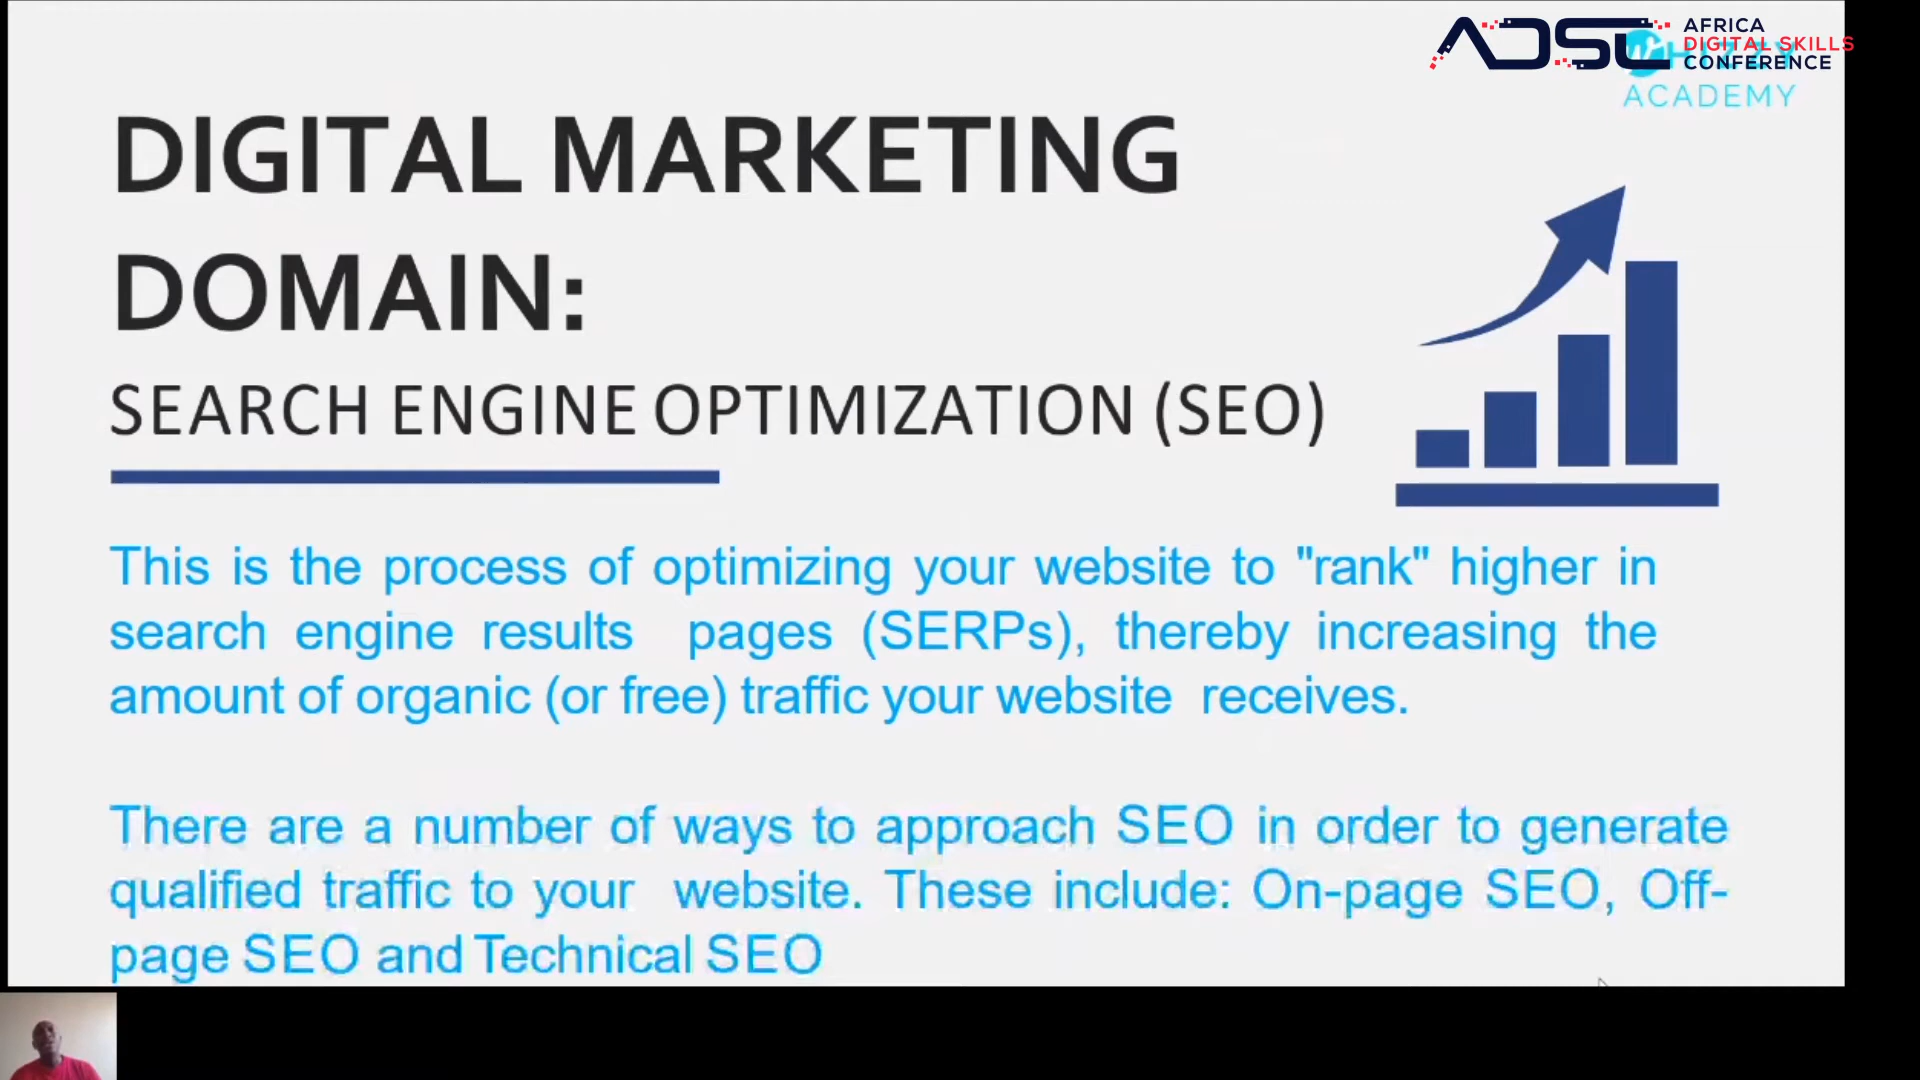 AFRICA
DIGITAL SKILLS
CONFERENCE
ACADEMY
DIGITAL MARKETING
DOMAIN:
SEARCH ENGINE OPTIMIZATION (SEO)
This is the process of optimizing your website to "rank" higher in
search engine results pages (SERPs), thereby increasing the
amount of organic (or free) traffic your website receives.
There are a number of ways to approach SEO in order to generate
qualified traffic to your website. These include: On-page SEO, Off-
page SEO and Technical SEO